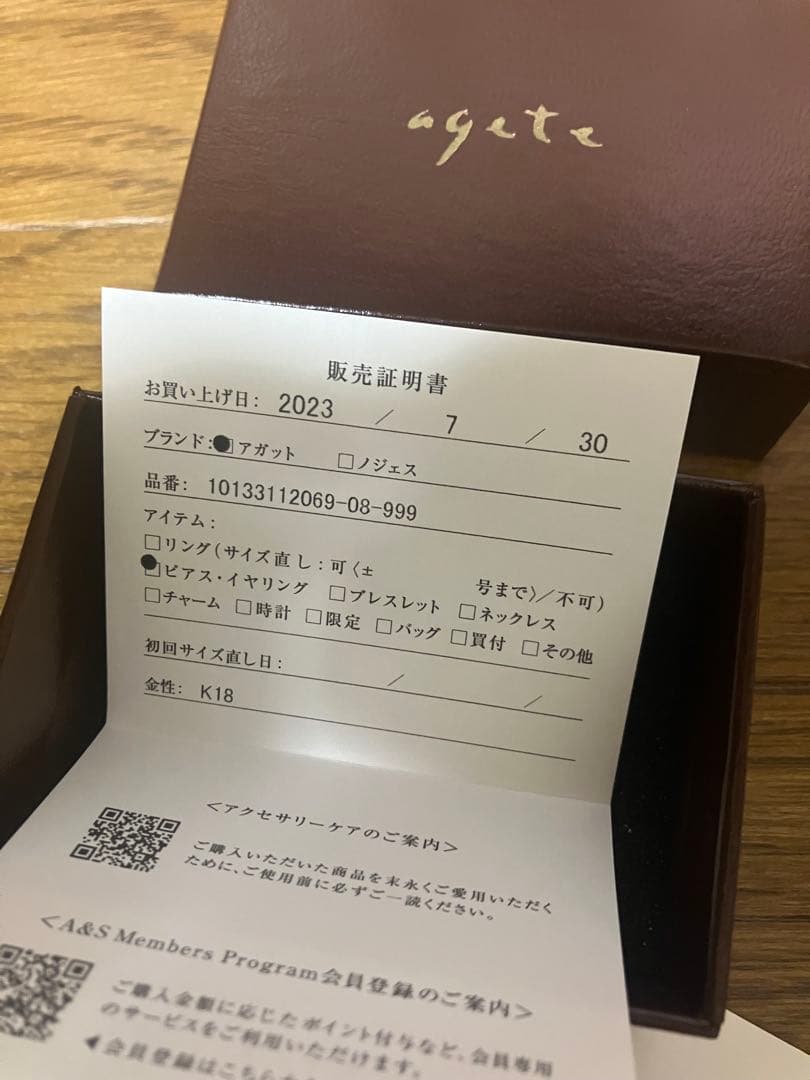 agete
販売証明書
お買い上げ日： 2023 ／ 7 ／ 30
ブランド：●アガット □ノジェス
品番： 10133112069-08-999
アイテム：
□リング（サイズ直し：可〈± 号まで〉／不可）
●ピアス・イヤリング □ブレスレット □ネックレス
□チャーム □時計 □限定 □バッグ □買付 □その他
初回サイズ直し日： ／ ／
金性： K18
＜アクセサリーケアのご案内＞
ご購入いただいた商品を末永くご愛用いただく
ために、ご使用前に必ずご一読ください。
＜A&S Members Program会員登録のご案内＞
ご購入金額に応じたポイント付与など、会員専用
のサービスをご利用いただけます。
◀会員登録はこちら